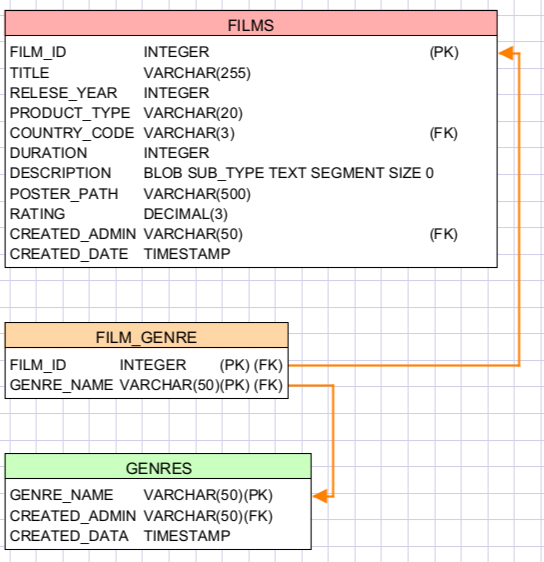 FILMS
FILM_ID INTEGER (PK)
TITLE VARCHAR(255)
RELESE_YEAR INTEGER
PRODUCT_TYPE VARCHAR(20)
COUNTRY_CODE VARCHAR(3) (FK)
DURATION INTEGER
DESCRIPTION BLOB SUB_TYPE TEXT SEGMENT SIZE 0
POSTER_PATH VARCHAR(500)
RATING DECIMAL(3)
CREATED_ADMIN VARCHAR(50) (FK)
CREATED_DATE TIMESTAMP
FILM_GENRE
FILM_ID INTEGER (PK) (FK)
GENRE_NAME VARCHAR(50)(PK) (FK)
GENRES
GENRE_NAME VARCHAR(50)(PK)
CREATED_ADMIN VARCHAR(50)(FK)
CREATED_DATA TIMESTAMP